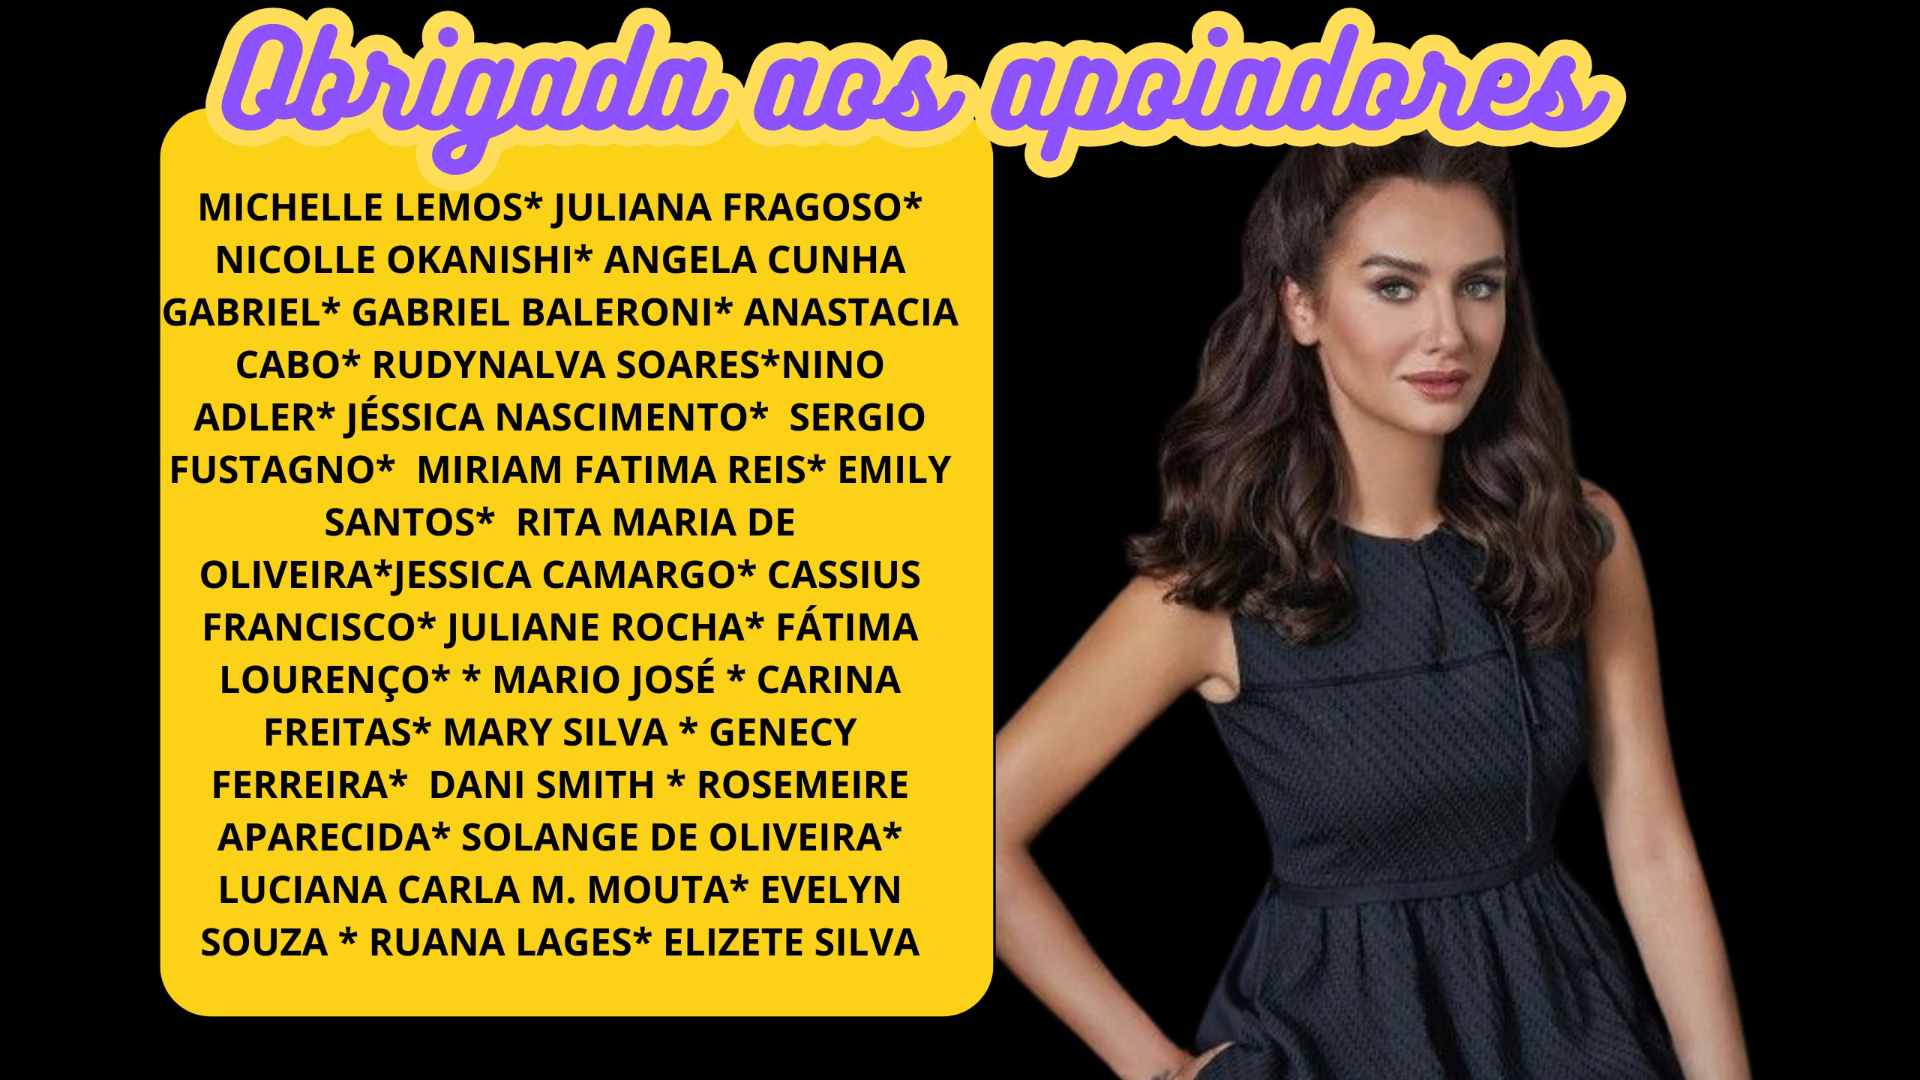 Obrigada aos apoiadores
MICHELLE LEMOS* JULIANA FRAGOSO*
NICOLLE OKANISHI* ANGELA CUNHA
GABRIEL* GABRIEL BALERONI* ANASTACIA
CABO* RUDYNALVA SOARES*NINO
ADLER* JÉSSICA NASCIMENTO*  SERGIO
FUSTAGNO*  MIRIAM FATIMA REIS* EMILY
SANTOS*  RITA MARIA DE
OLIVEIRA*JESSICA CAMARGO* CASSIUS
FRANCISCO* JULIANE ROCHA* FÁTIMA
LOURENÇO* * MARIO JOSÉ * CARINA
FREITAS* MARY SILVA * GENECY
FERREIRA*  DANI SMITH * ROSEMEIRE
APARECIDA* SOLANGE DE OLIVEIRA*
LUCIANA CARLA M. MOUTA* EVELYN
SOUZA * RUANA LAGES* ELIZETE SILVA